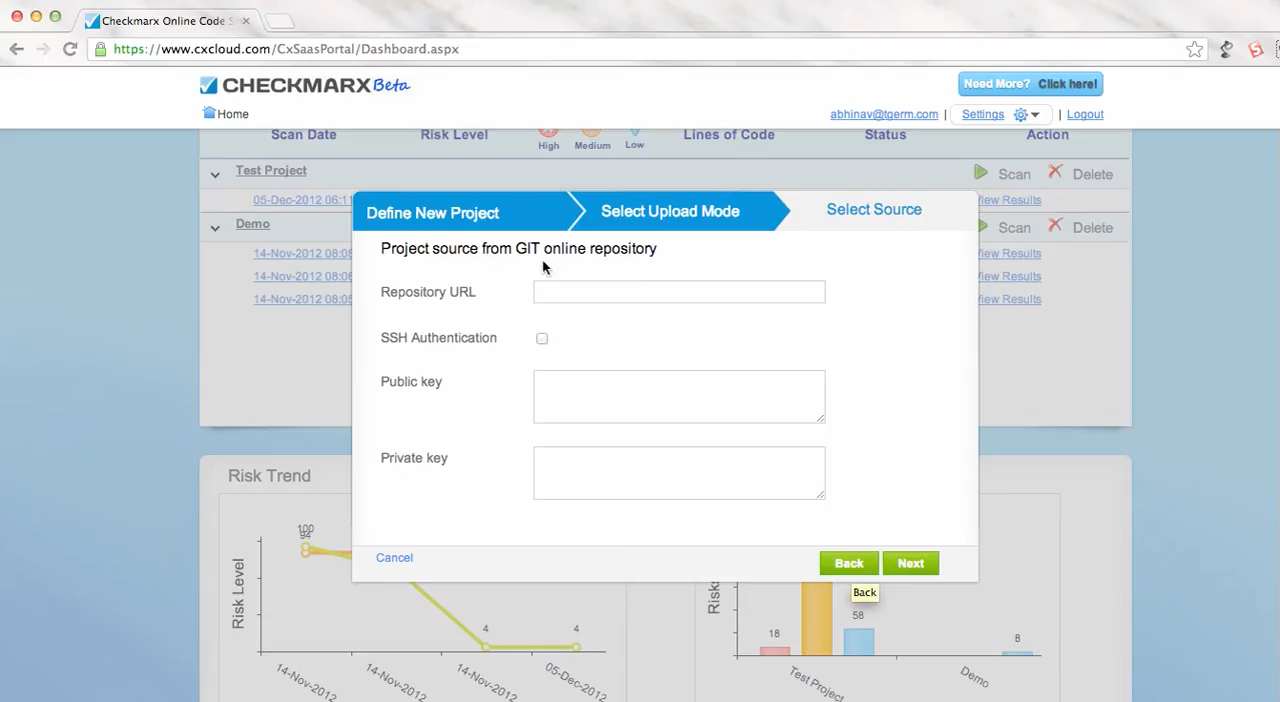 Checkmarx Online Code S
https://www.cxcloud.com/CxSaasPortal/Dashboard.aspx
CHECKMARX Beta
Need More? Click here!
Home
abhinav@tgerm.com | Settings | Logout
Scan Date Risk Level High Medium Low Lines of Code Status Action
Test Project Scan Delete
05-Dec-2012 06:11 View Results
Demo Scan Delete
14-Nov-2012 08:08 View Results
14-Nov-2012 08:06 View Results
14-Nov-2012 08:05 View Results
Define New Project Select Upload Mode Select Source
Project source from GIT online repository
Repository URL
SSH Authentication
Public key
Private key
Cancel Back Next
Back
Risk Trend
Risk Level
100
94
4
4
14-Nov-2012
14-Nov-2012
14-Nov-2012
05-Dec-2012
Risks
18
58
8
Test Project
Demo